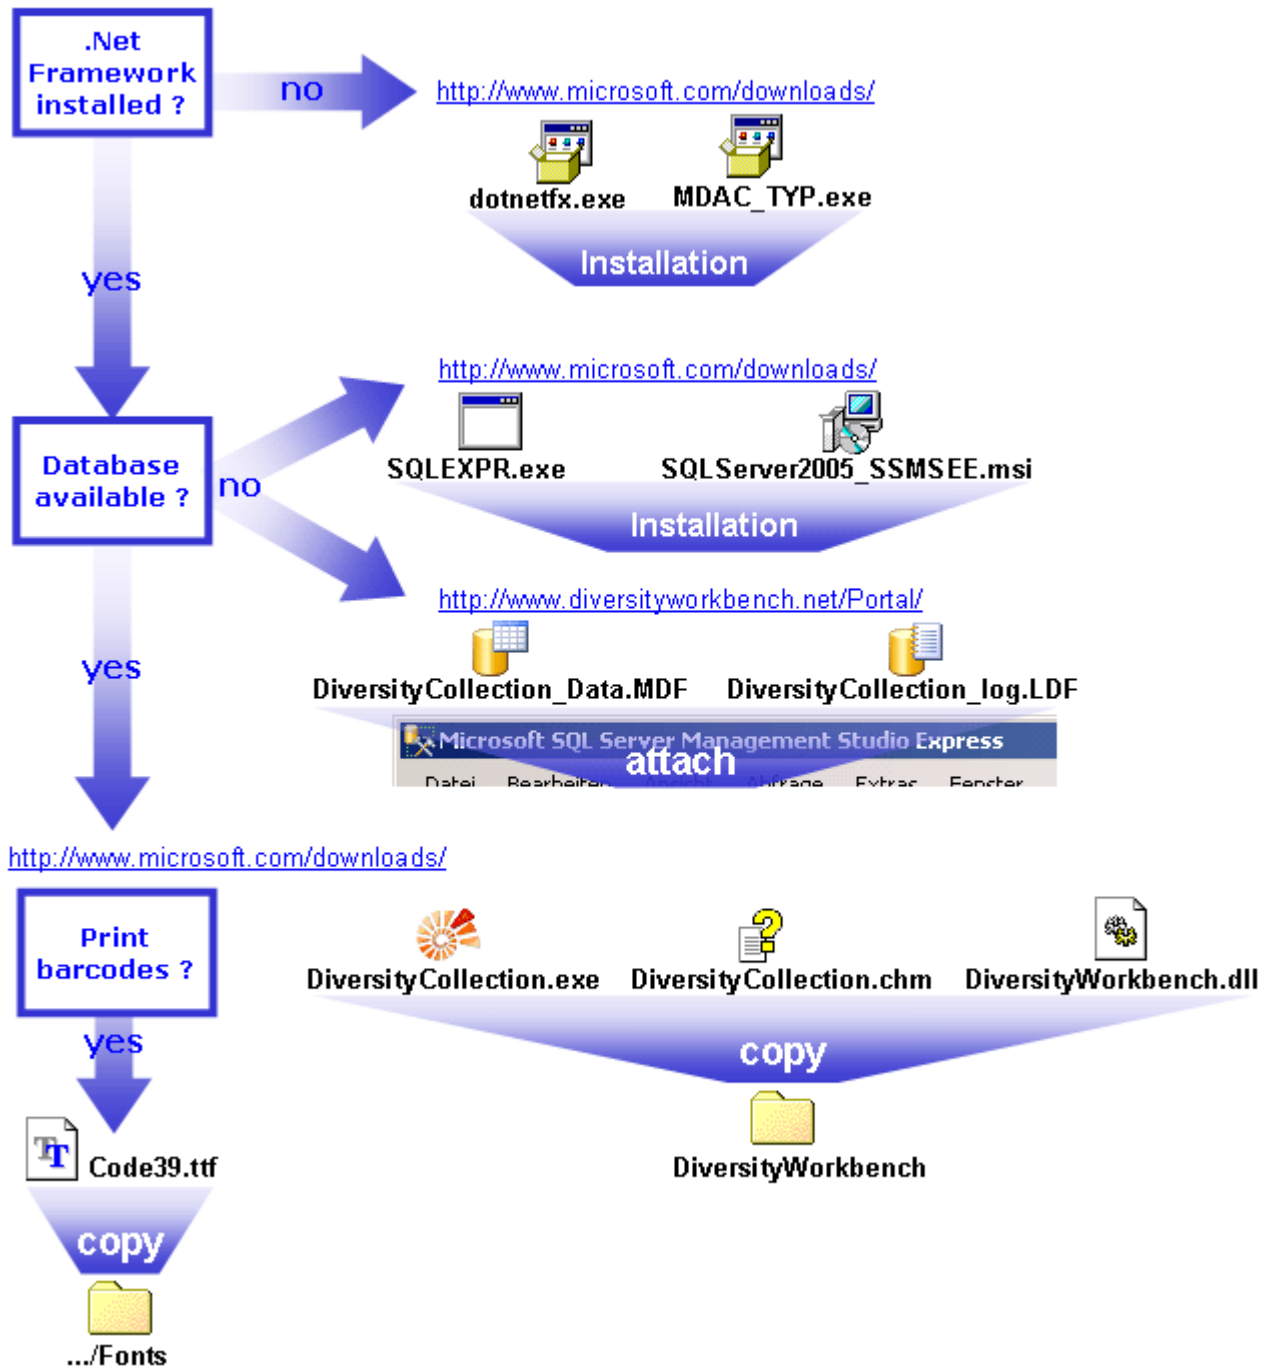 .Net
Framework
installed ?
no
http://www.microsoft.com/downloads/
dotnetfx.exe
MDAC_TYP.exe
Installation
yes
http://www.microsoft.com/downloads/
SQLEXPR.exe
SQLServer2005_SSMSEE.msi
Database
available ?
no
Installation
http://www.diversityworkbench.net/Portal/
DiversityCollection_Data.MDF
DiversityCollection_log.LDF
yes
Microsoft SQL Server Management Studio Express
attach
Datei Bearbeiten Ansicht Abfrage Extras Fenster
http://www.microsoft.com/downloads/
Print
barcodes ?
DiversityCollection.exe
DiversityCollection.chm
DiversityWorkbench.dll
yes
copy
DiversityWorkbench
Code39.ttf
copy
.../Fonts